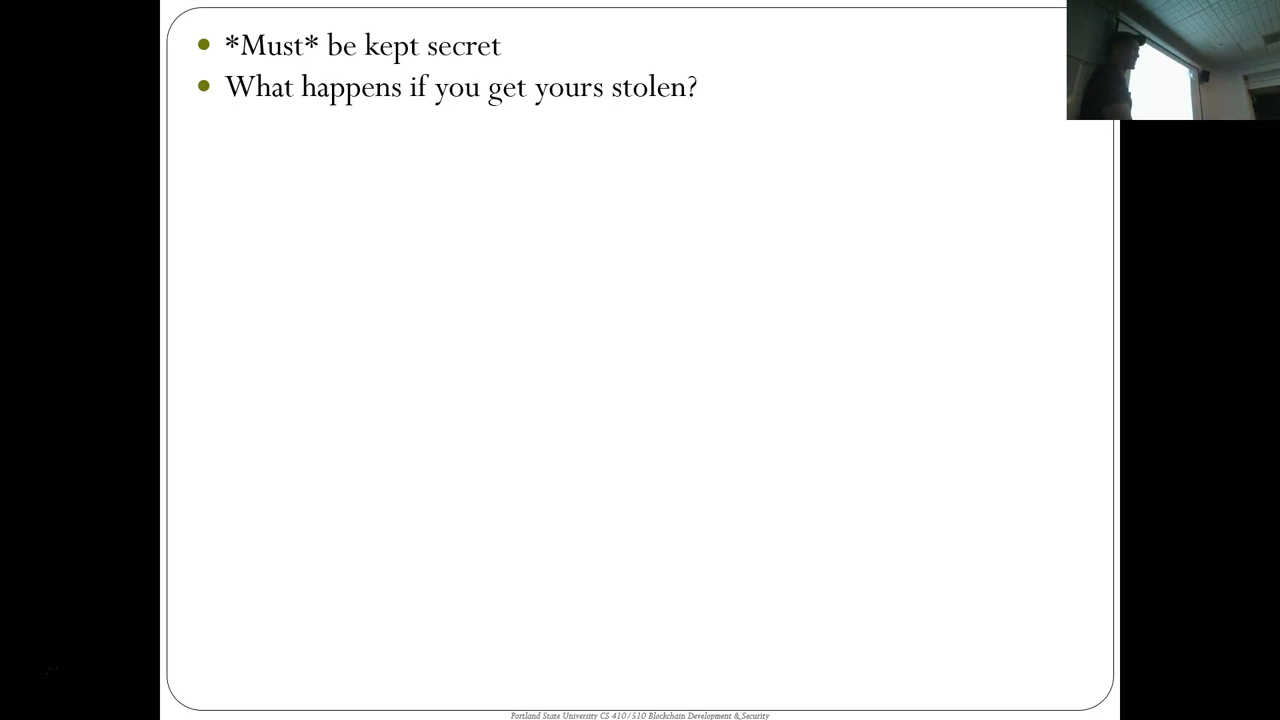 *Must* be kept secret
What happens if you get yours stolen?
Portland State University CS 410/510 Blockchain Development & Security